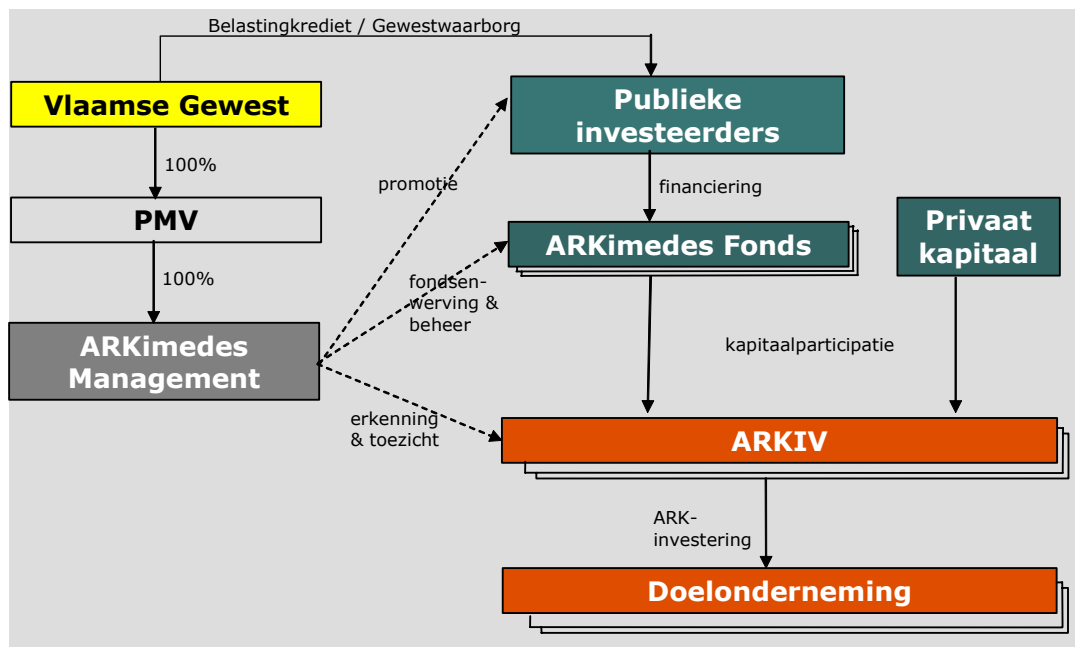 Belastingkrediet / Gewestwaarborg
Vlaamse Gewest
Publieke
investeerders
100%
promotie
financiering
PMV
ARKimedes Fonds
Privaat
kapitaal
100%
fondsen-
werving &
beheer
ARKimedes
Management
kapitaalparticipatie
erkenning
& toezicht
ARKIV
ARK-
investering
Doelonderneming